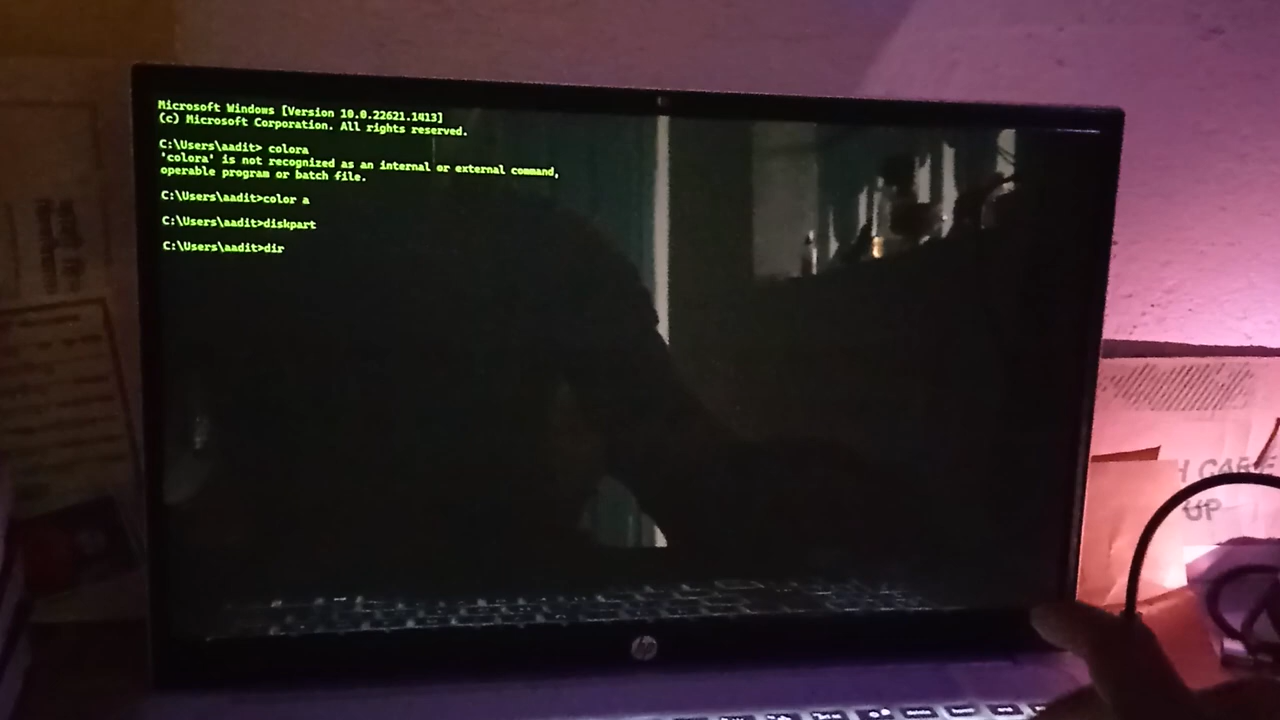 Microsoft Windows [Version 10.0.22621.1413]
(c) Microsoft Corporation. All rights reserved.
C:\Users\aadit> colora
'colora' is not recognized as an internal or external command,
operable program or batch file.
C:\Users\aadit>color a
C:\Users\aadit>diskpart
C:\Users\aadit>dir
hp
UP